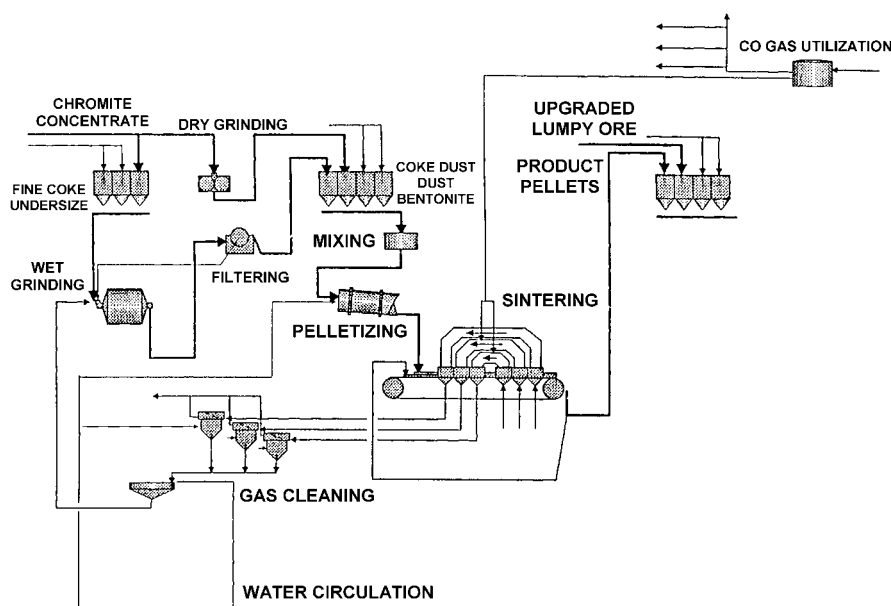 CO GAS UTILIZATION
CHROMITE
CONCENTRATE
DRY GRINDING
UPGRADED
LUMPY ORE
PRODUCT
PELLETS
COKE DUST
DUST
BENTONITE
FINE COKE
UNDERSIZE
MIXING
WET
GRINDING
FILTERING
SINTERING
PELLETIZING
GAS CLEANING
WATER CIRCULATION